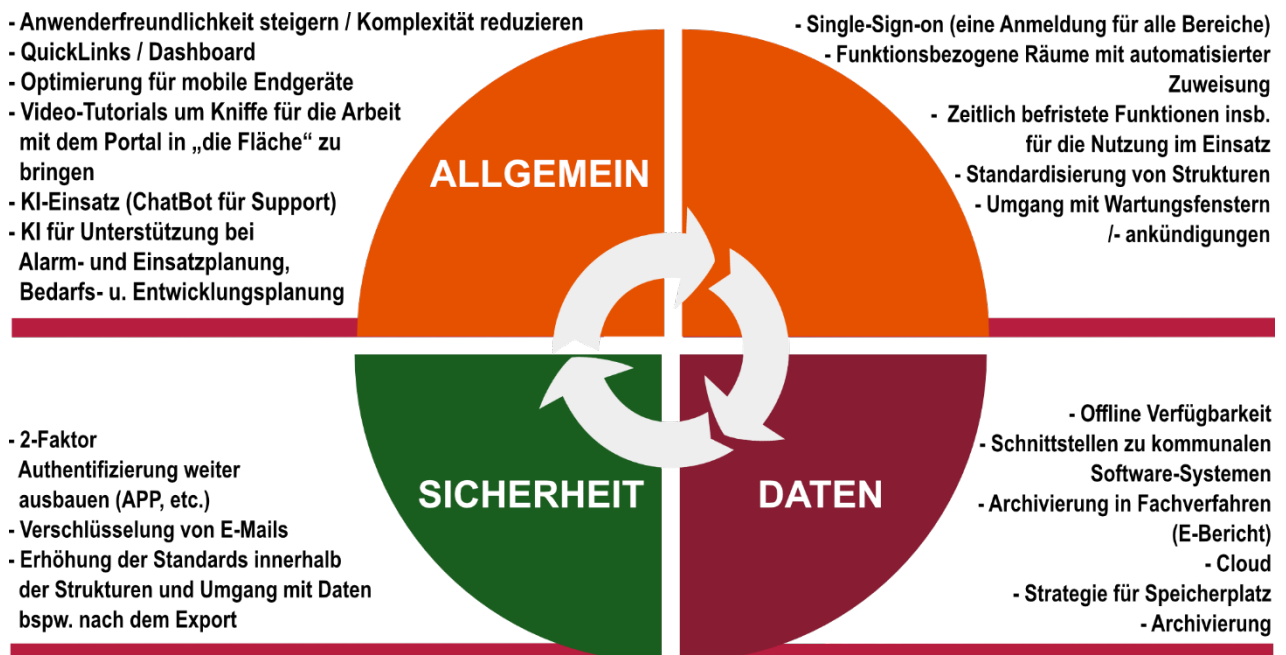 - Anwenderfreundlichkeit steigern / Komplexität reduzieren
- QuickLinks / Dashboard
- Optimierung für mobile Endgeräte
- Video-Tutorials um Kniffe für die Arbeit
mit dem Portal in „die Fläche“ zu
bringen
- KI-Einsatz (ChatBot für Support)
- KI für Unterstützung bei
Alarm- und Einsatzplanung,
Bedarfs- u. Entwicklungsplanung
ALLGEMEIN
- Single-Sign-on (eine Anmeldung für alle Bereiche)
- Funktionsbezogene Räume mit automatisierter
Zuweisung
- Zeitlich befristete Funktionen insb.
für die Nutzung im Einsatz
- Standardisierung von Strukturen
- Umgang mit Wartungsfenstern
/- ankündigungen
- 2-Faktor
Authentifizierung weiter
ausbauen (APP, etc.)
- Verschlüsselung von E-Mails
- Erhöhung der Standards innerhalb
der Strukturen und Umgang mit Daten
bspw. nach dem Export
SICHERHEIT
DATEN
- Offline Verfügbarkeit
- Schnittstellen zu kommunalen
Software-Systemen
- Archivierung in Fachverfahren
(E-Bericht)
- Cloud
- Strategie für Speicherplatz
- Archivierung